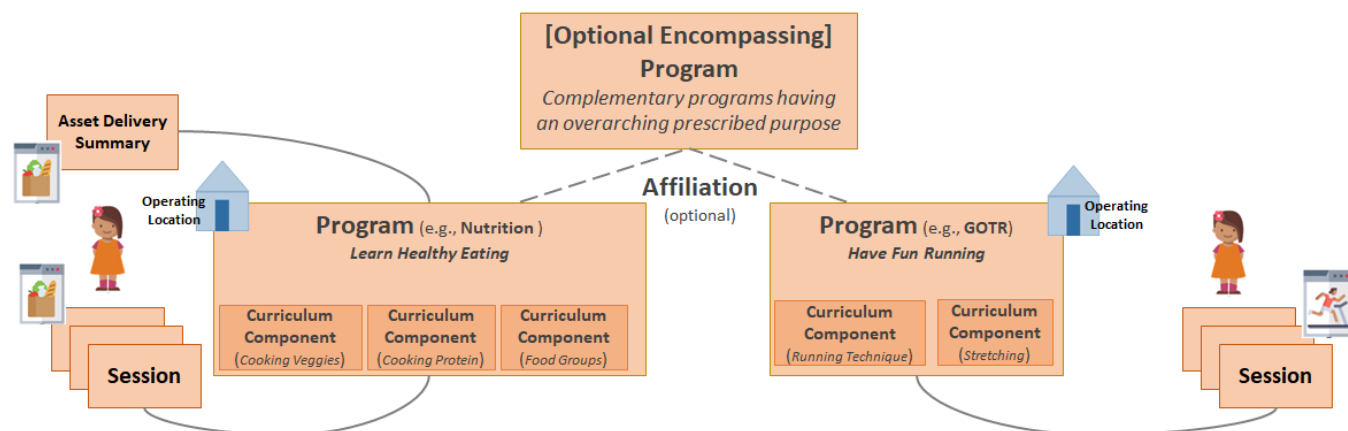 [Optional Encompassing]
Program
Complementary programs having
an overarching prescribed purpose
Asset Delivery
Summary
Affiliation
(optional)
Operating
Location
Program (e.g., Nutrition )
Learn Healthy Eating
Curriculum
Component
(Cooking Veggies)
Curriculum
Component
(Cooking Protein)
Curriculum
Component
(Food Groups)
Session
Program (e.g., GOTR)
Have Fun Running
Operating
Location
Curriculum
Component
(Running Technique)
Curriculum
Component
(Stretching)
Session